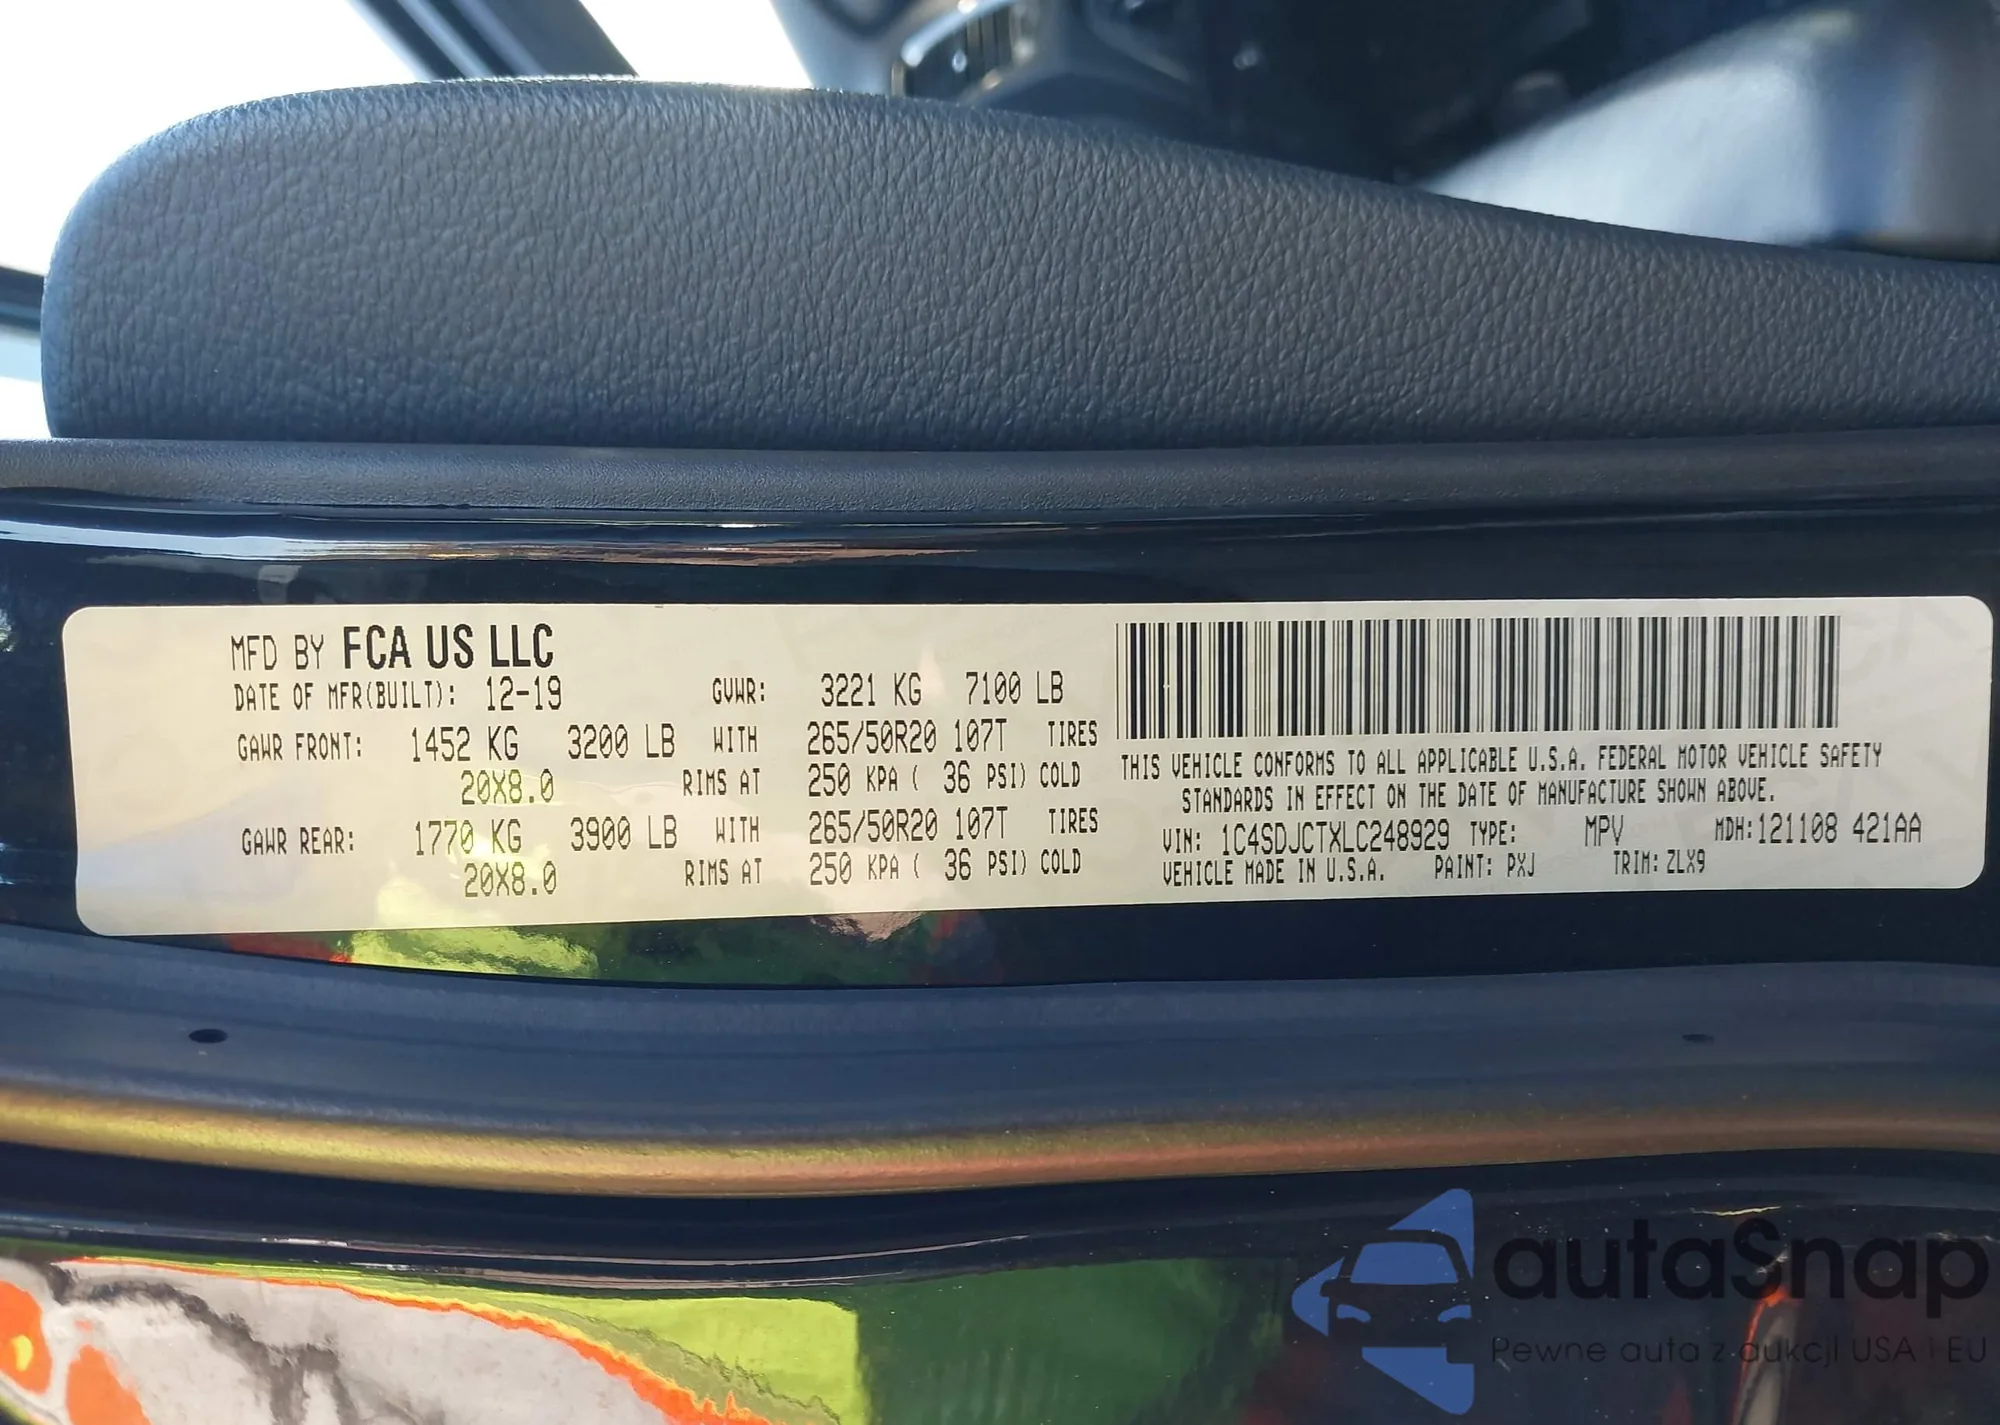 MFD BY FCA US LLC
DATE OF MFR(BUILT): 12-19 GVWR: 3221 KG 7100 LB
GAWR FRONT: 1452 KG 3200 LB WITH 265/50R20 107T TIRES
20X8.0 RIMS AT 250 KPA ( 36 PSI) COLD
GAWR REAR: 1770 KG 3900 LB WITH 265/50R20 107T TIRES
20X8.0 RIMS AT 250 KPA ( 36 PSI) COLD
THIS VEHICLE CONFORMS TO ALL APPLICABLE U.S.A. FEDERAL MOTOR VEHICLE SAFETY
STANDARDS IN EFFECT ON THE DATE OF MANUFACTURE SHOWN ABOVE.
VIN: 1C4SDJCTXLC248929 TYPE: MPV MDH:121108 421AA
VEHICLE MADE IN U.S.A. PAINT: PXJ TRIM: ZLX9
autaSnap
Pewne auta z aukcji USA i EU